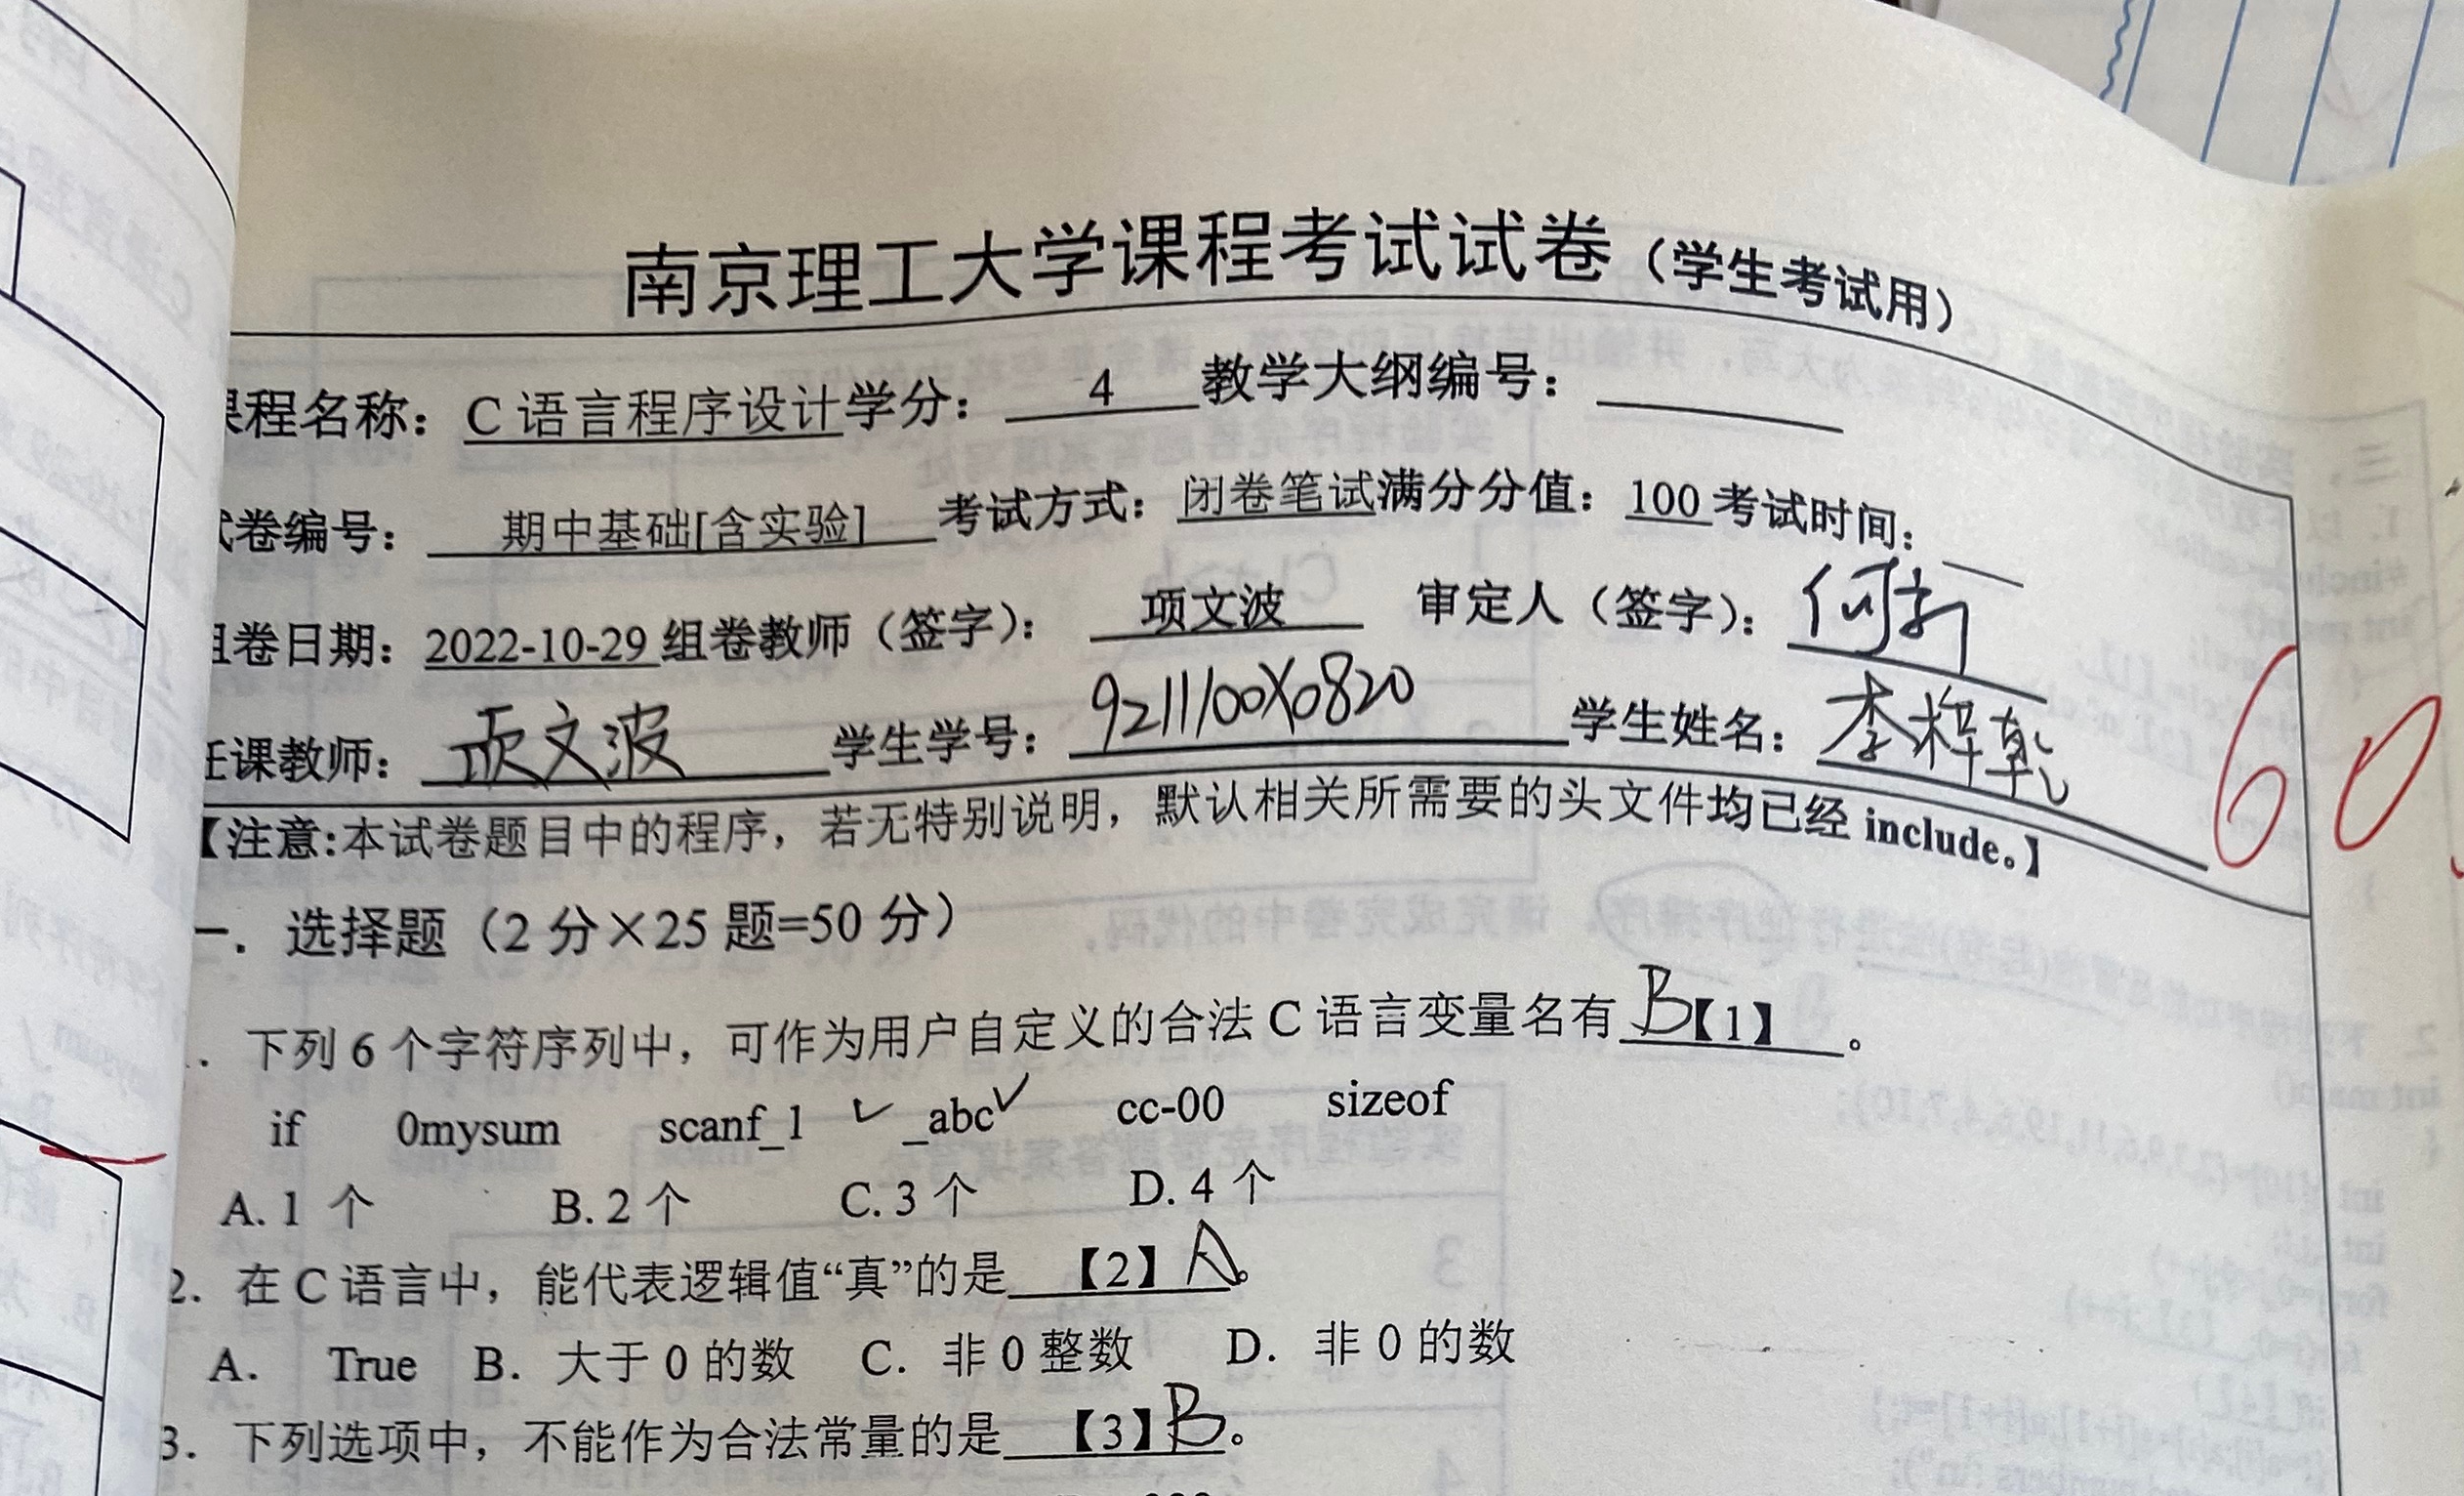 南京理工大学课程考试试卷（学生考试用）
课程名称：C 语言程序设计学分：4 教学大纲编号：
试卷编号：期中基础[含实验] 考试方式：闭卷笔试满分分值：100 考试时间：
组卷日期：2022-10-29 组卷教师（签字）：项文波 审定人（签字）：何新
任课教师：项文波 学生学号：9211100X0820 学生姓名：李梓乾
60
【注意:本试卷题目中的程序，若无特别说明，默认相关所需要的头文件均已经 include。】
一．选择题（2 分×25 题=50 分）
．下列 6 个字符序列中，可作为用户自定义的合法 C 语言变量名有 B【1】。
if 0mysum scanf_1 ✓ _abc✓ cc-00 sizeof
A. 1 个 B. 2 个 C. 3 个 D. 4 个
2．在 C 语言中，能代表逻辑值“真”的是【2】A。
A． True B．大于 0 的数 C．非 0 整数 D．非 0 的数
3．下列选项中，不能作为合法常量的是【3】B。